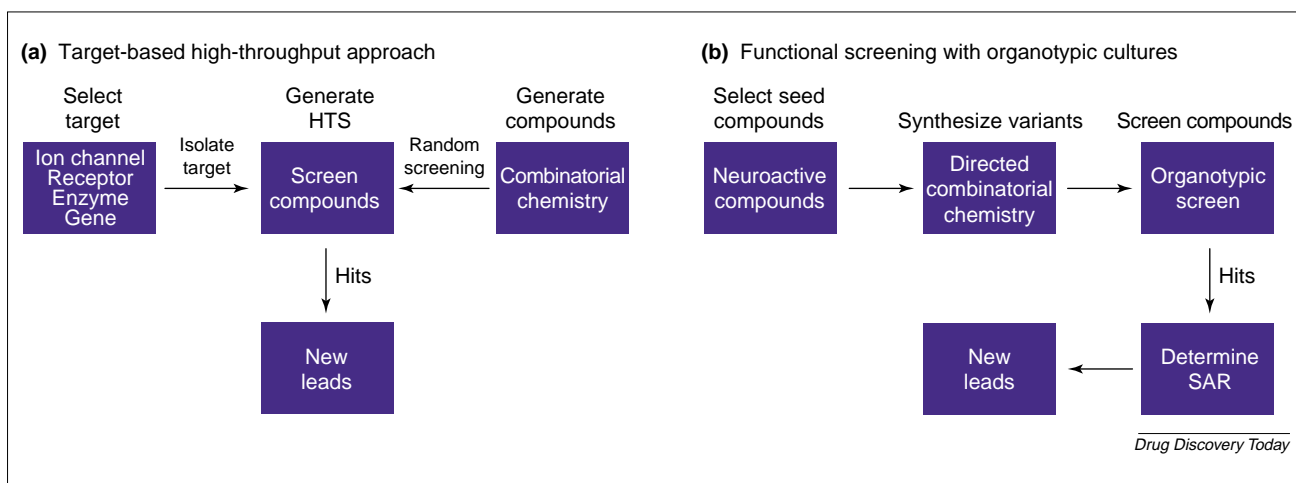 (a) Target-based high-throughput approach
Select
target
Ion channel
Receptor
Enzyme
Gene
Isolate
target
Generate
HTS
Screen
compounds
Random
screening
Generate
compounds
Combinatorial
chemistry
Hits
New
leads
(b) Functional screening with organotypic cultures
Select seed
compounds
Neuroactive
compounds
Synthesize variants
Directed
combinatorial
chemistry
Screen compounds
Organotypic
screen
Hits
Determine
SAR
New
leads
Drug Discovery Today